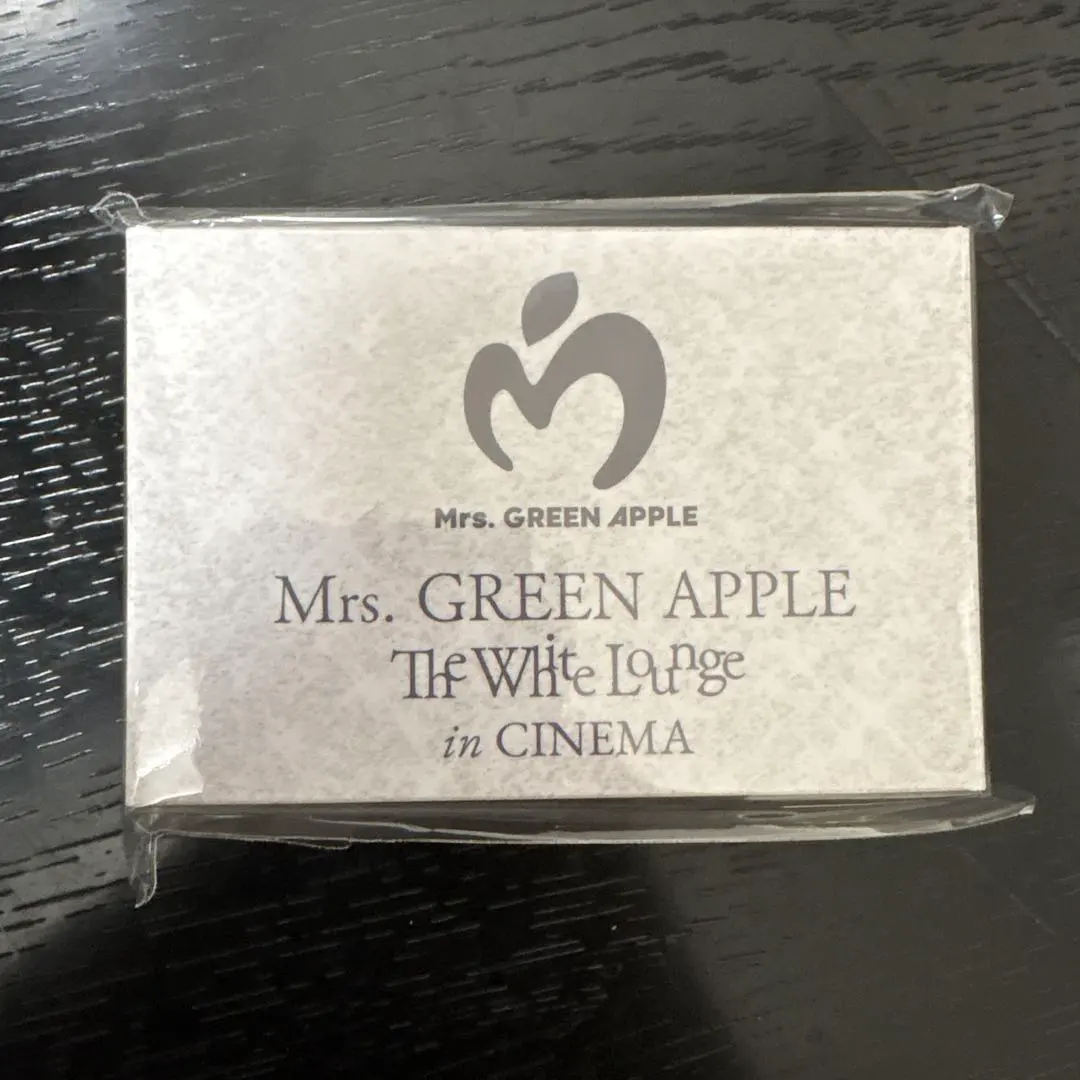 Mrs. GREEN APPLE
Mrs. GREEN APPLE
The White Lounge
in CINEMA